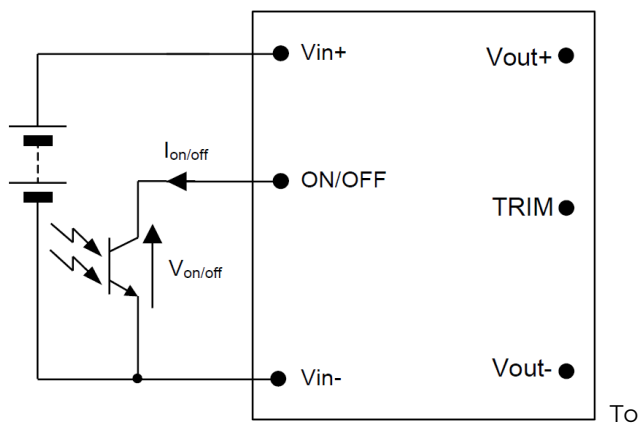 Vin+
Vout+
Ion/off
ON/OFF
TRIM
Von/off
Vin-
Vout-
To